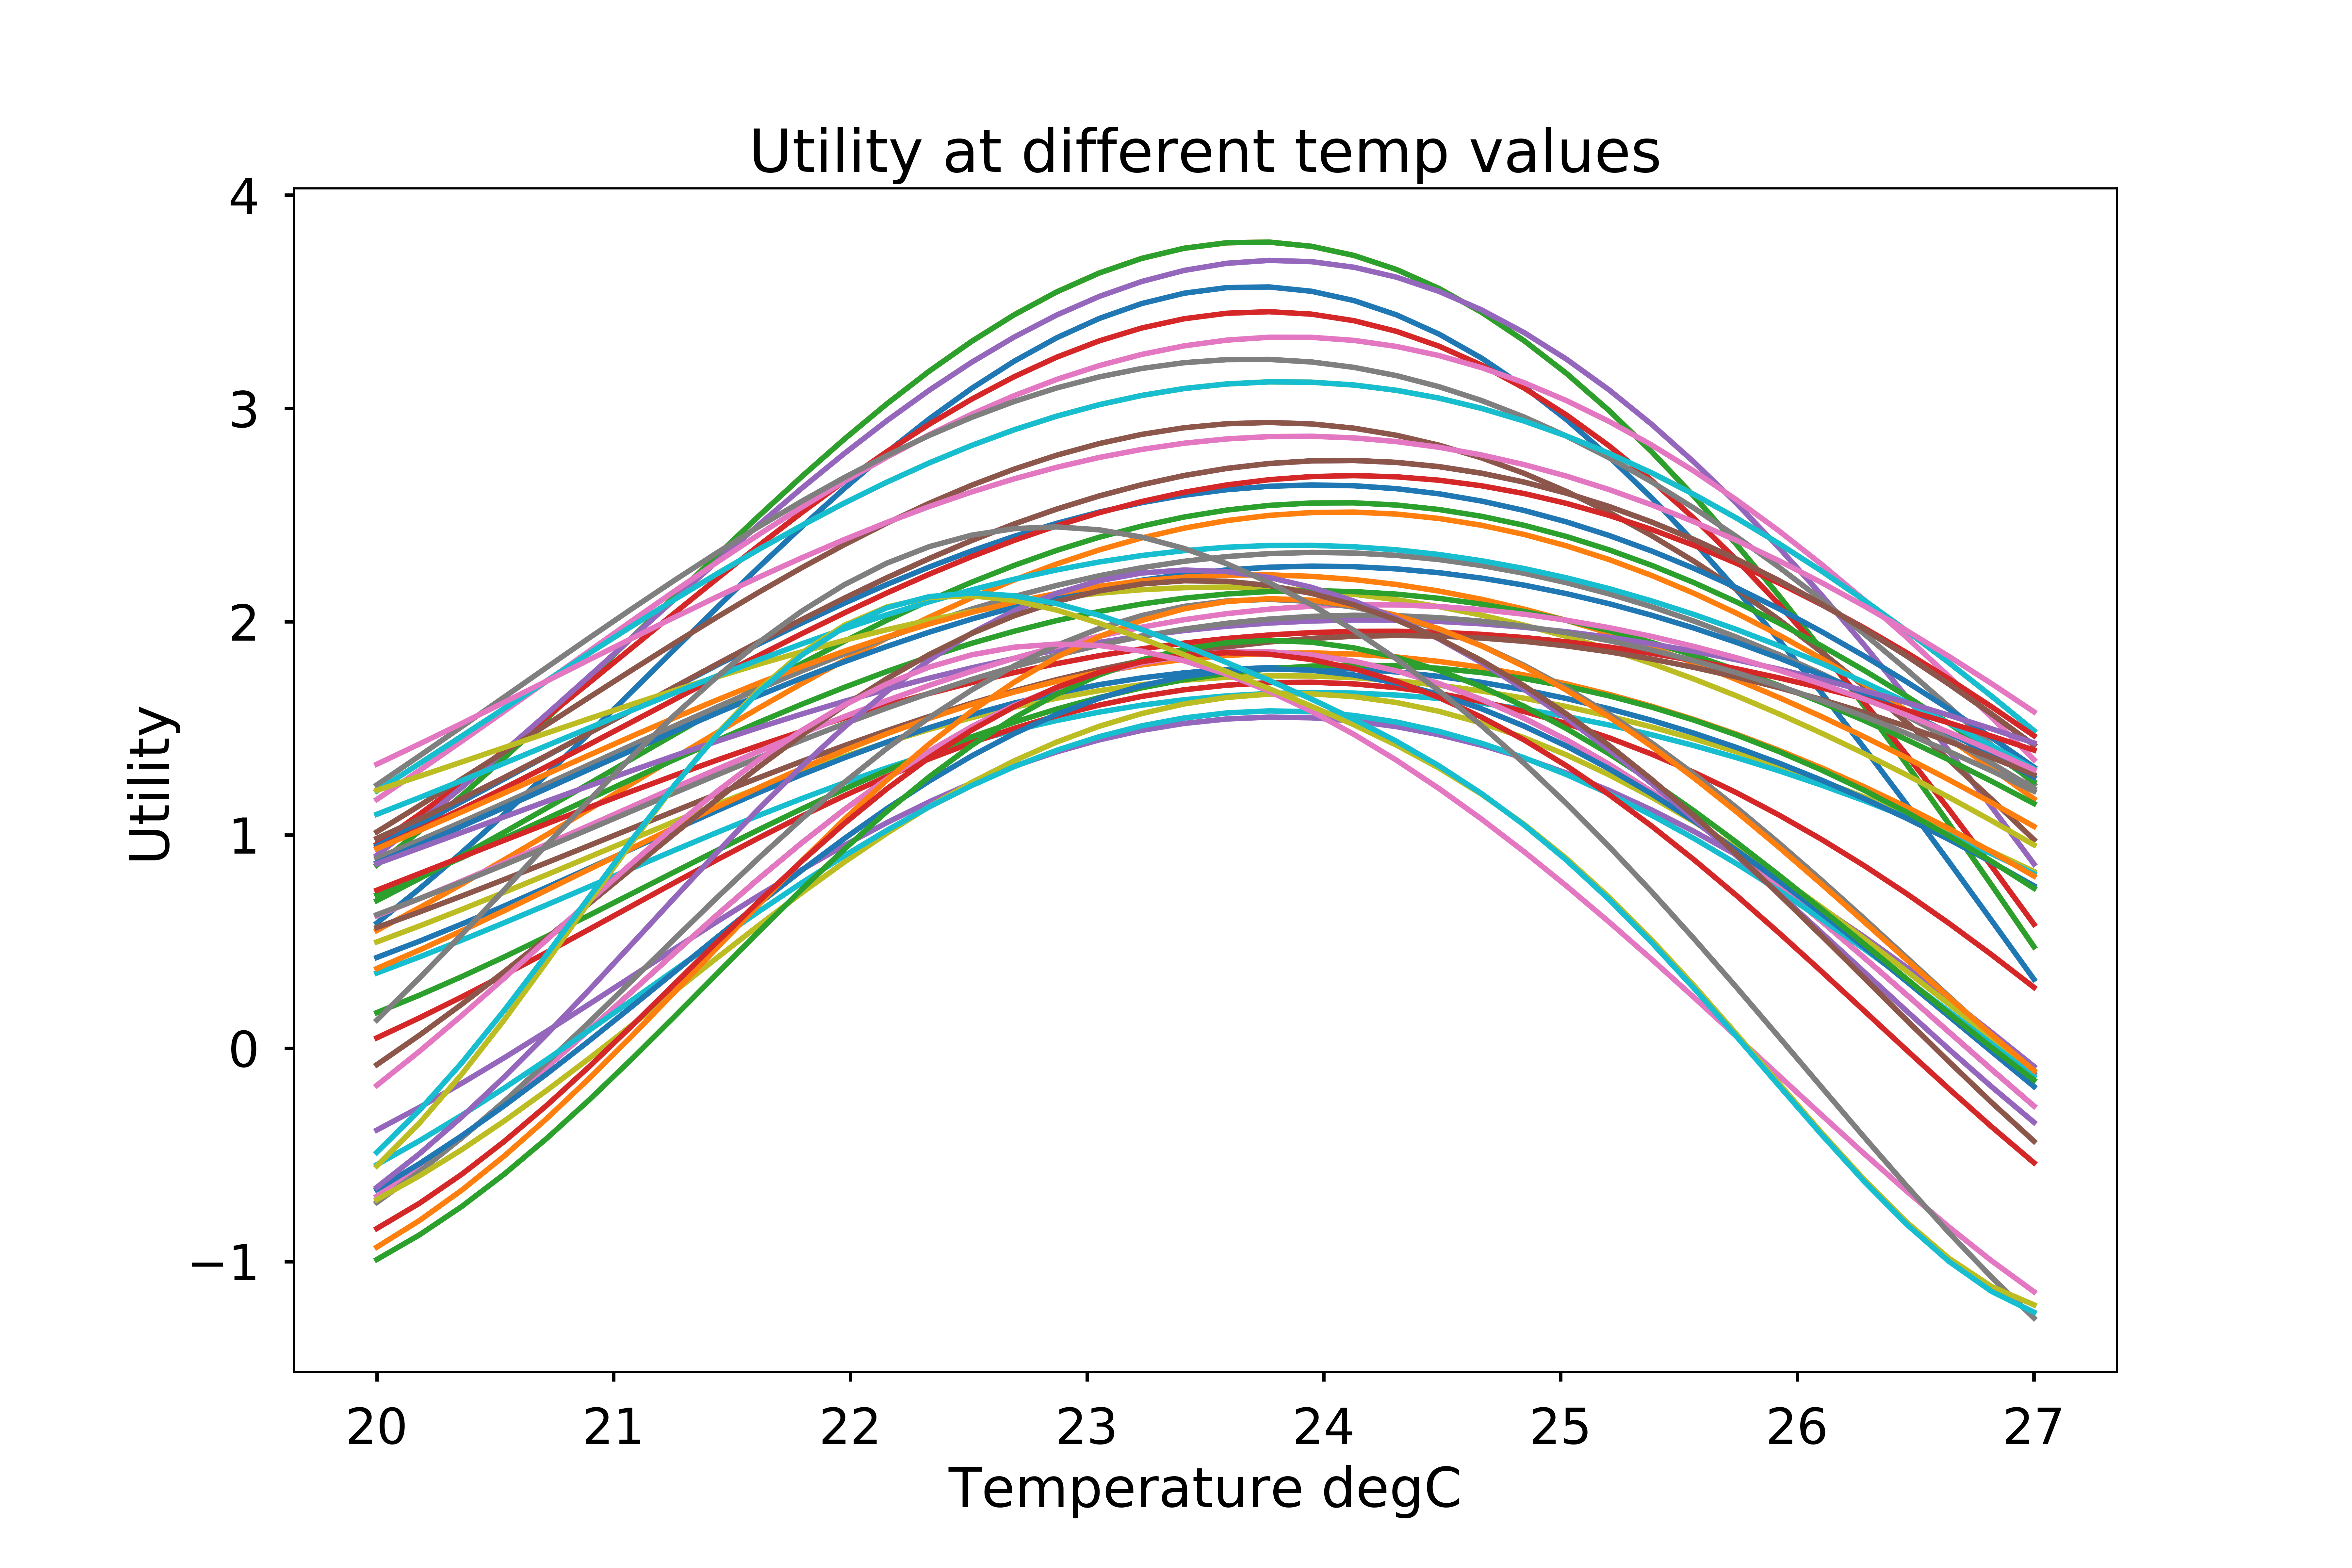 Utility at different temp values
4
3
2
1
0
−1
Utility
20 21 22 23 24 25 26 27
Temperature degC